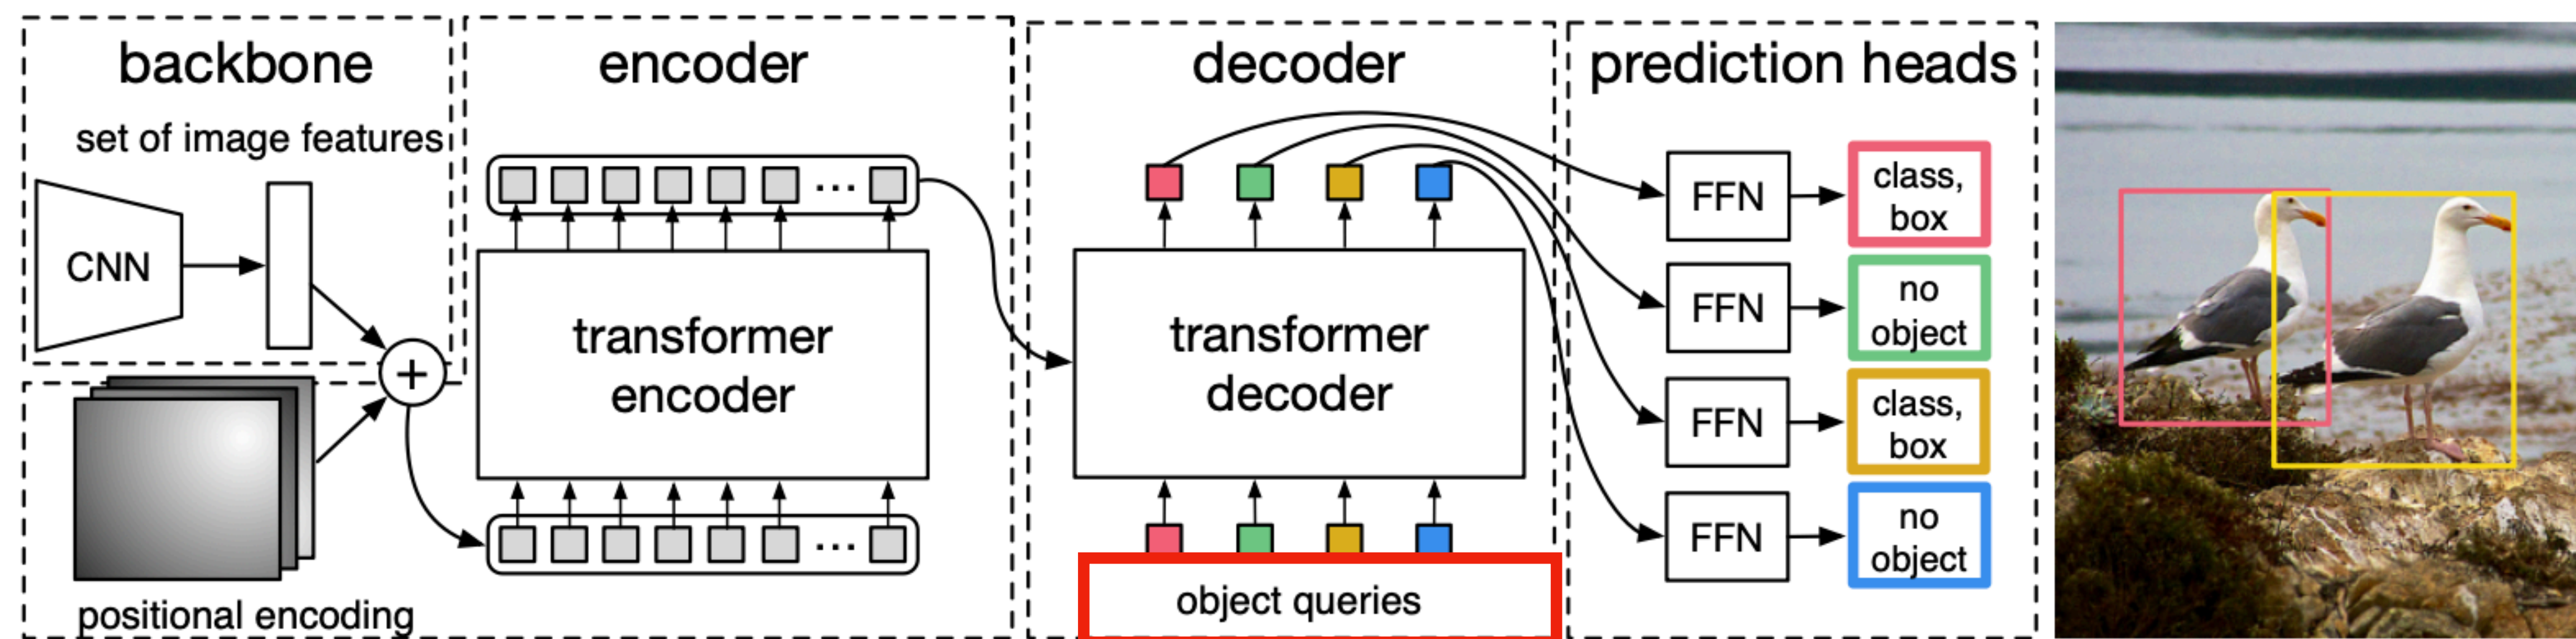 backbone
set of image features
CNN
+
positional encoding
encoder
...
transformer
encoder
...
decoder
transformer
decoder
object queries
prediction heads
FFN
class,
box
FFN
no
object
FFN
class,
box
FFN
no
object